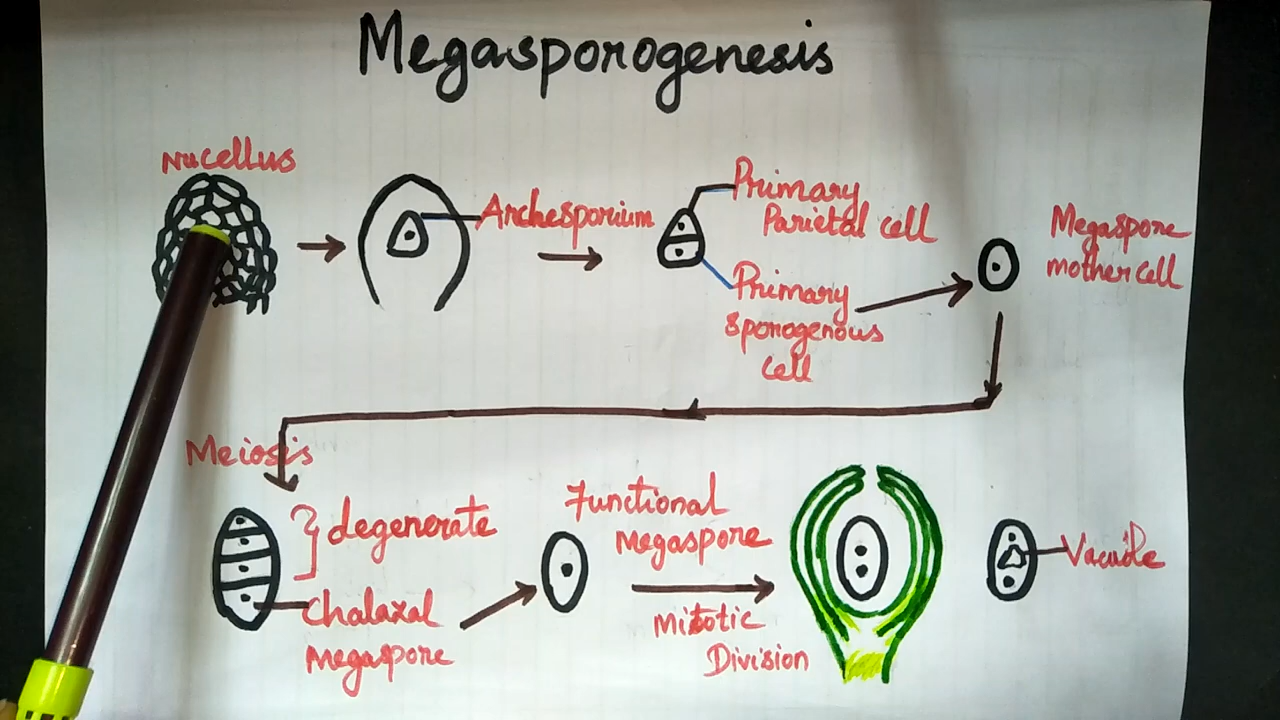 Megasporogenesis
Nucellus
Archesporium
Primary
Parietal cell
Primary
sporogenous
cell
Megaspore
mother cell
Meiosis
degenerate
Chalazal
Megaspore
Functional
Megaspore
Mitotic
Division
Vacuole